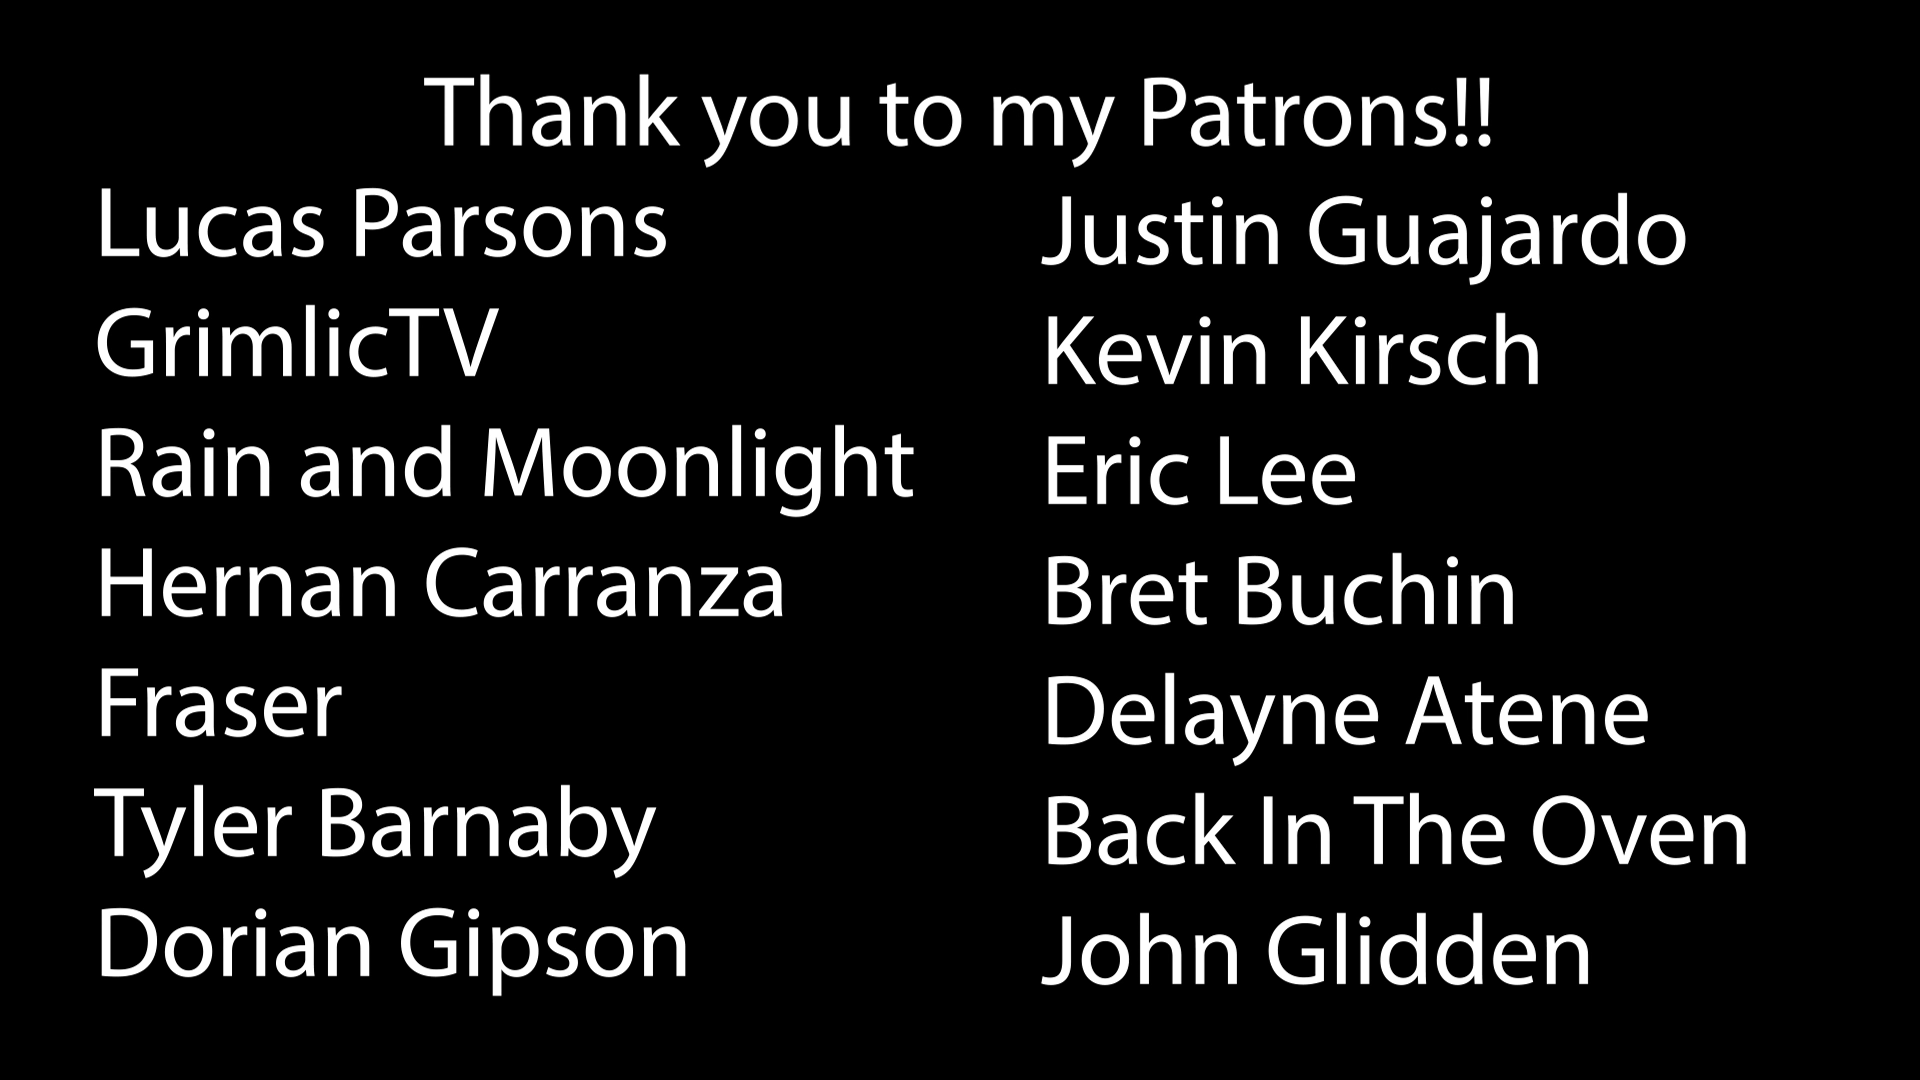 Thank you to my Patrons!!
Lucas Parsons
GrimlicTV
Rain and Moonlight
Hernan Carranza
Fraser
Tyler Barnaby
Dorian Gipson
Justin Guajardo
Kevin Kirsch
Eric Lee
Bret Buchin
Delayne Atene
Back In The Oven
John Glidden